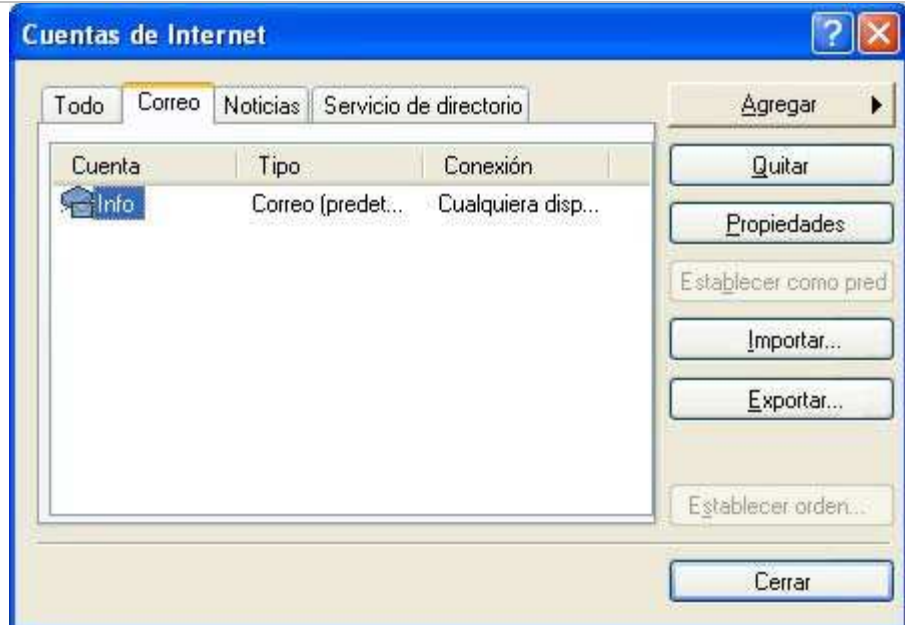 Cuentas de Internet
Todo Correo Noticias Servicio de directorio
Agregar
Cuenta Tipo Conexión
Quitar
Info Correo (predet... Cualquiera disp...
Propiedades
Establecer como pred
Importar...
Exportar...
Establecer orden...
Cerrar